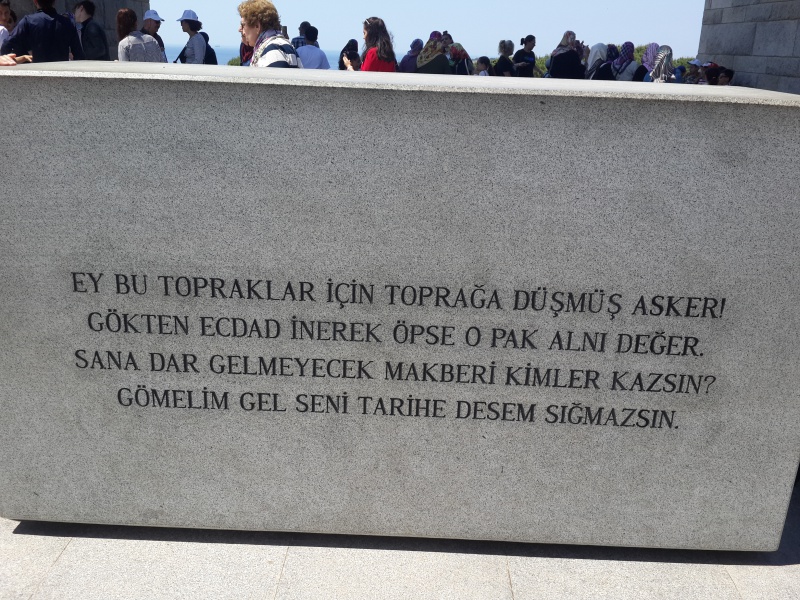 EY BU TOPRAKLAR İÇİN TOPRAĞA DÜŞMÜŞ ASKER!
GÖKTEN ECDAD İNEREK ÖPSE O PAK ALNI DEĞER.
SANA DAR GELMEYECEK MAKBERİ KİMLER KAZSIN?
GÖMELİM GEL SENİ TARİHE DESEM SIĞMAZSIN.